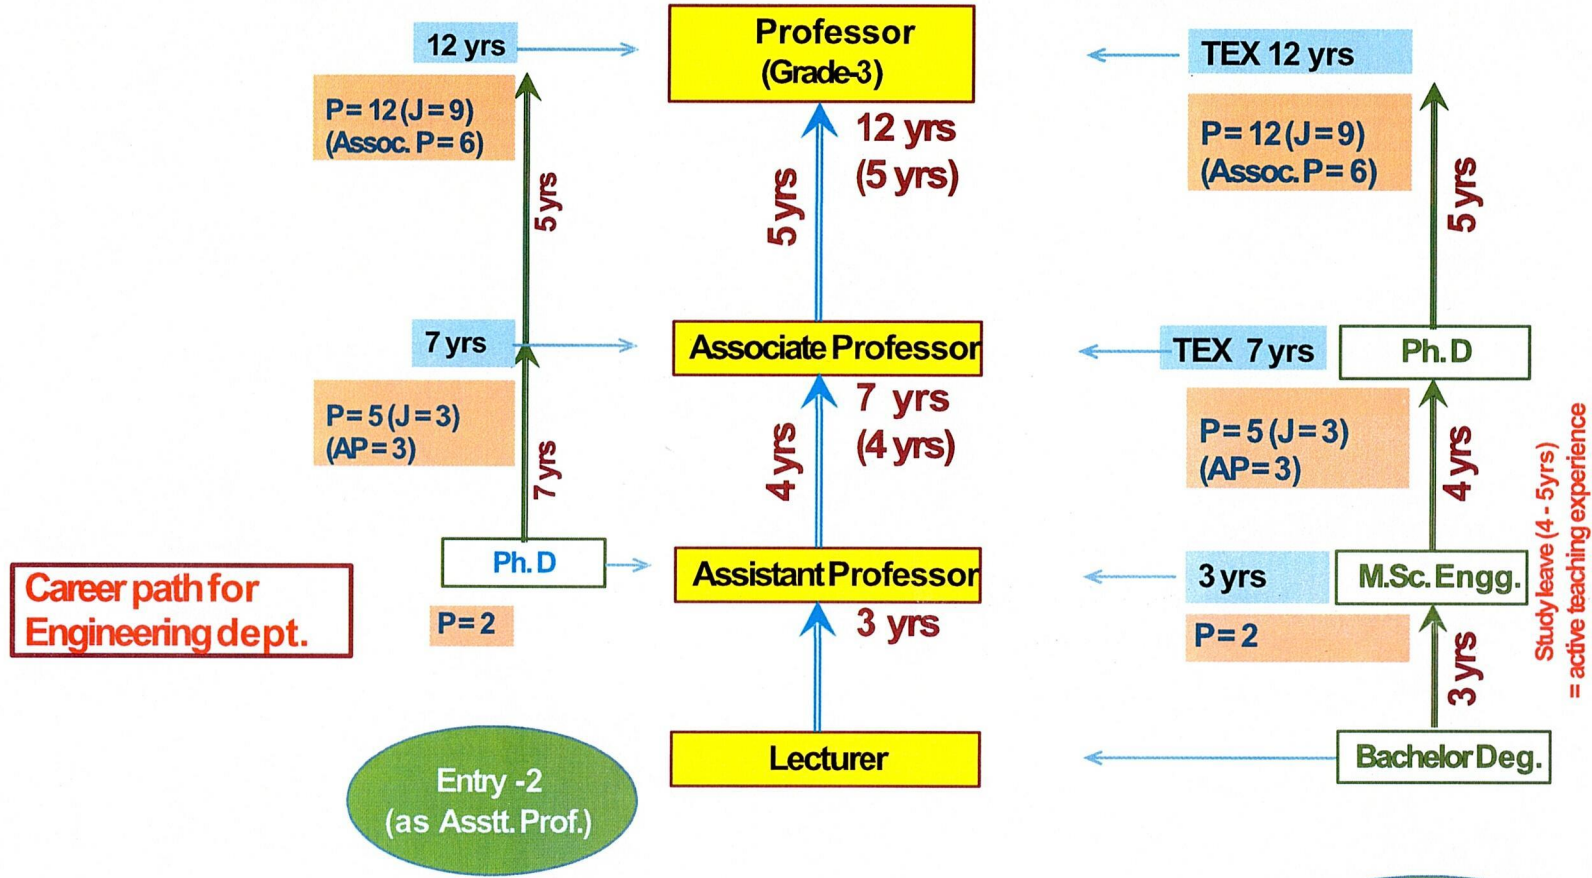 12 yrs
P= 12 (J = 9)
(Assoc. P= 6)
5 yrs
7 yrs
P= 5 (J = 3)
(AP = 3)
7 yrs
Ph. D
P= 2
Career path for
Engineering dept.
Entry -2
(as Asstt. Prof.)
Professor
(Grade-3)
12 yrs
(5 yrs)
5 yrs
Associate Professor
7 yrs
(4 yrs)
4 yrs
Assistant Professor
3 yrs
Lecturer
TEX 12 yrs
P= 12 (J = 9)
(Assoc. P= 6)
5 yrs
TEX 7 yrs
Ph. D
P= 5 (J = 3)
(AP = 3)
4 yrs
3 yrs
M.Sc. Engg.
P= 2
3 yrs
Bachelor Deg.
Study leave (4 - 5yrs)
= active teaching experience